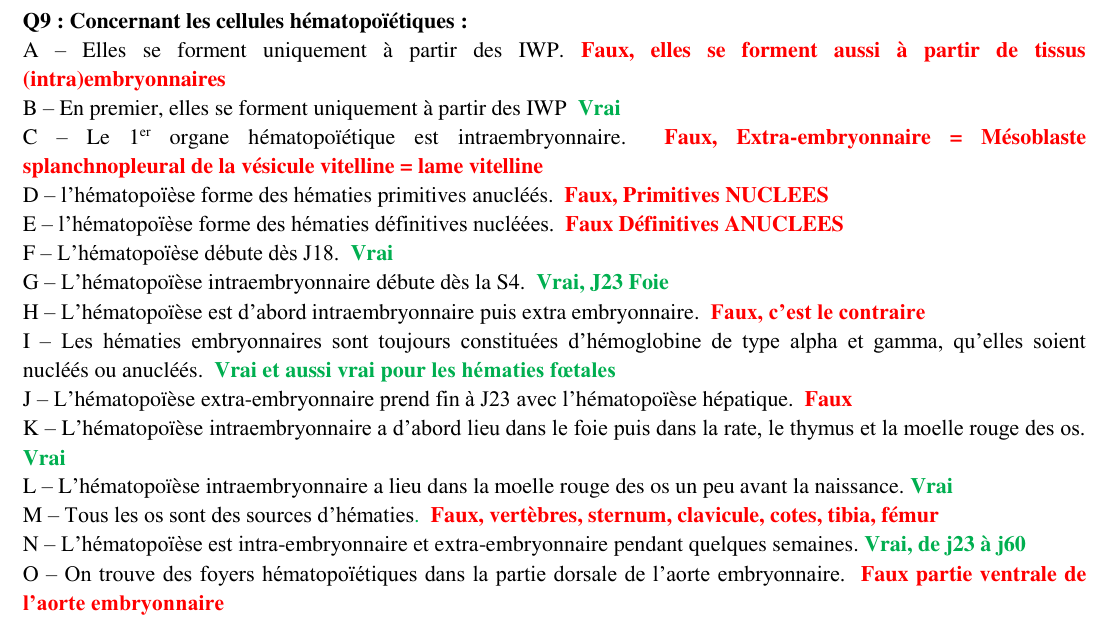 Q9 : Concernant les cellules hématopoïétiques :
A – Elles se forment uniquement à partir des IWP. Faux, elles se forment aussi à partir de tissus
(intra)embryonnaires
B – En premier, elles se forment uniquement à partir des IWP Vrai
C – Le 1er organe hématopoïétique est intraembryonnaire. Faux, Extra-embryonnaire = Mésoblaste
splanchnopleural de la vésicule vitelline = lame vitelline
D – l'hématopoïèse forme des hématies primitives anucléés. Faux, Primitives NUCLEES
E – l'hématopoïèse forme des hématies définitives nucléées. Faux Définitives ANUCLEES
F – L'hématopoïèse débute dès J18. Vrai
G – L'hématopoïèse intraembryonnaire débute dès la S4. Vrai, J23 Foie
H – L'hématopoïèse est d'abord intraembryonnaire puis extra embryonnaire. Faux, c'est le contraire
I – Les hématies embryonnaires sont toujours constituées d'hémoglobine de type alpha et gamma, qu'elles soient
nucléés ou anucléés. Vrai et aussi vrai pour les hématies fœtales
J – L'hématopoïèse extra-embryonnaire prend fin à J23 avec l'hématopoïèse hépatique. Faux
K – L'hématopoïèse intraembryonnaire a d'abord lieu dans le foie puis dans la rate, le thymus et la moelle rouge des os.
Vrai
L – L'hématopoïèse intraembryonnaire a lieu dans la moelle rouge des os un peu avant la naissance. Vrai
M – Tous les os sont des sources d'hématies. Faux, vertèbres, sternum, clavicule, cotes, tibia, fémur
N – L'hématopoïèse est intra-embryonnaire et extra-embryonnaire pendant quelques semaines. Vrai, de j23 à j60
O – On trouve des foyers hématopoïétiques dans la partie dorsale de l'aorte embryonnaire. Faux partie ventrale de
l'aorte embryonnaire